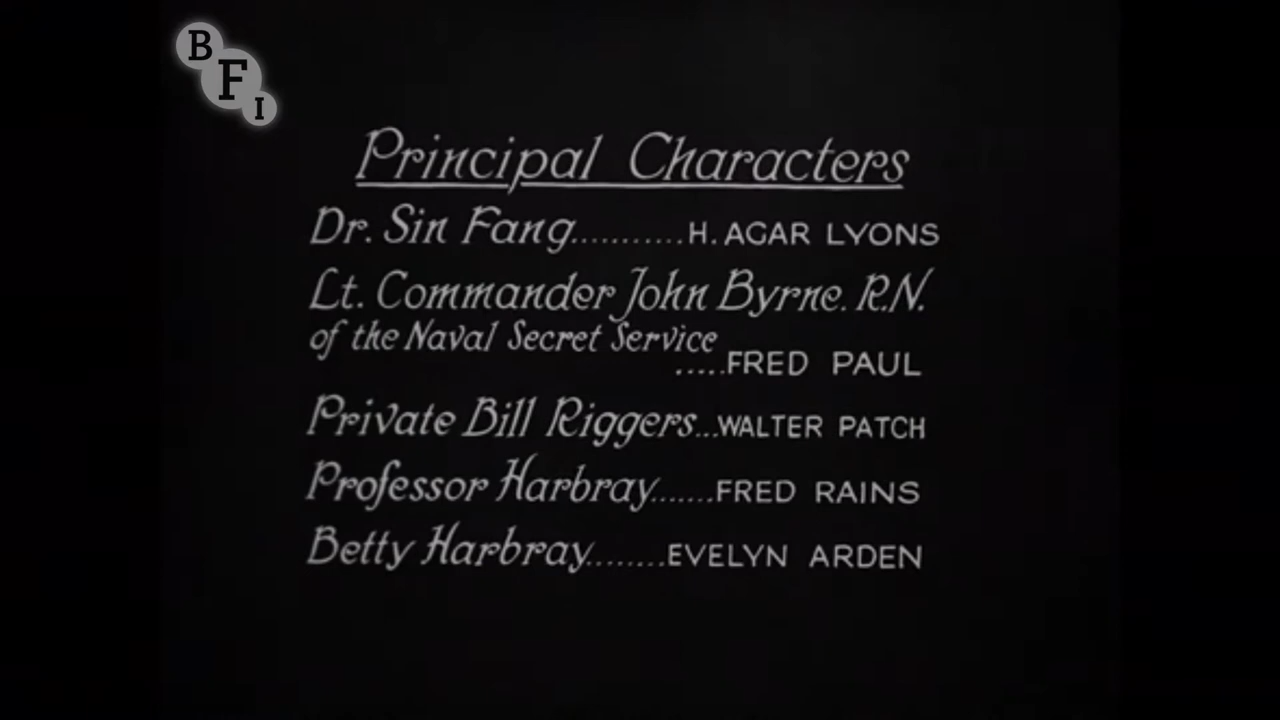 BFI
Principal Characters
Dr. Sin Fang...........H. AGAR LYONS
Lt. Commander John Byrne. R.N.
of the Naval Secret Service
.....FRED PAUL
Private Bill Riggers...WALTER PATCH
Professor Harbray.......FRED RAINS
Betty Harbray........EVELYN ARDEN